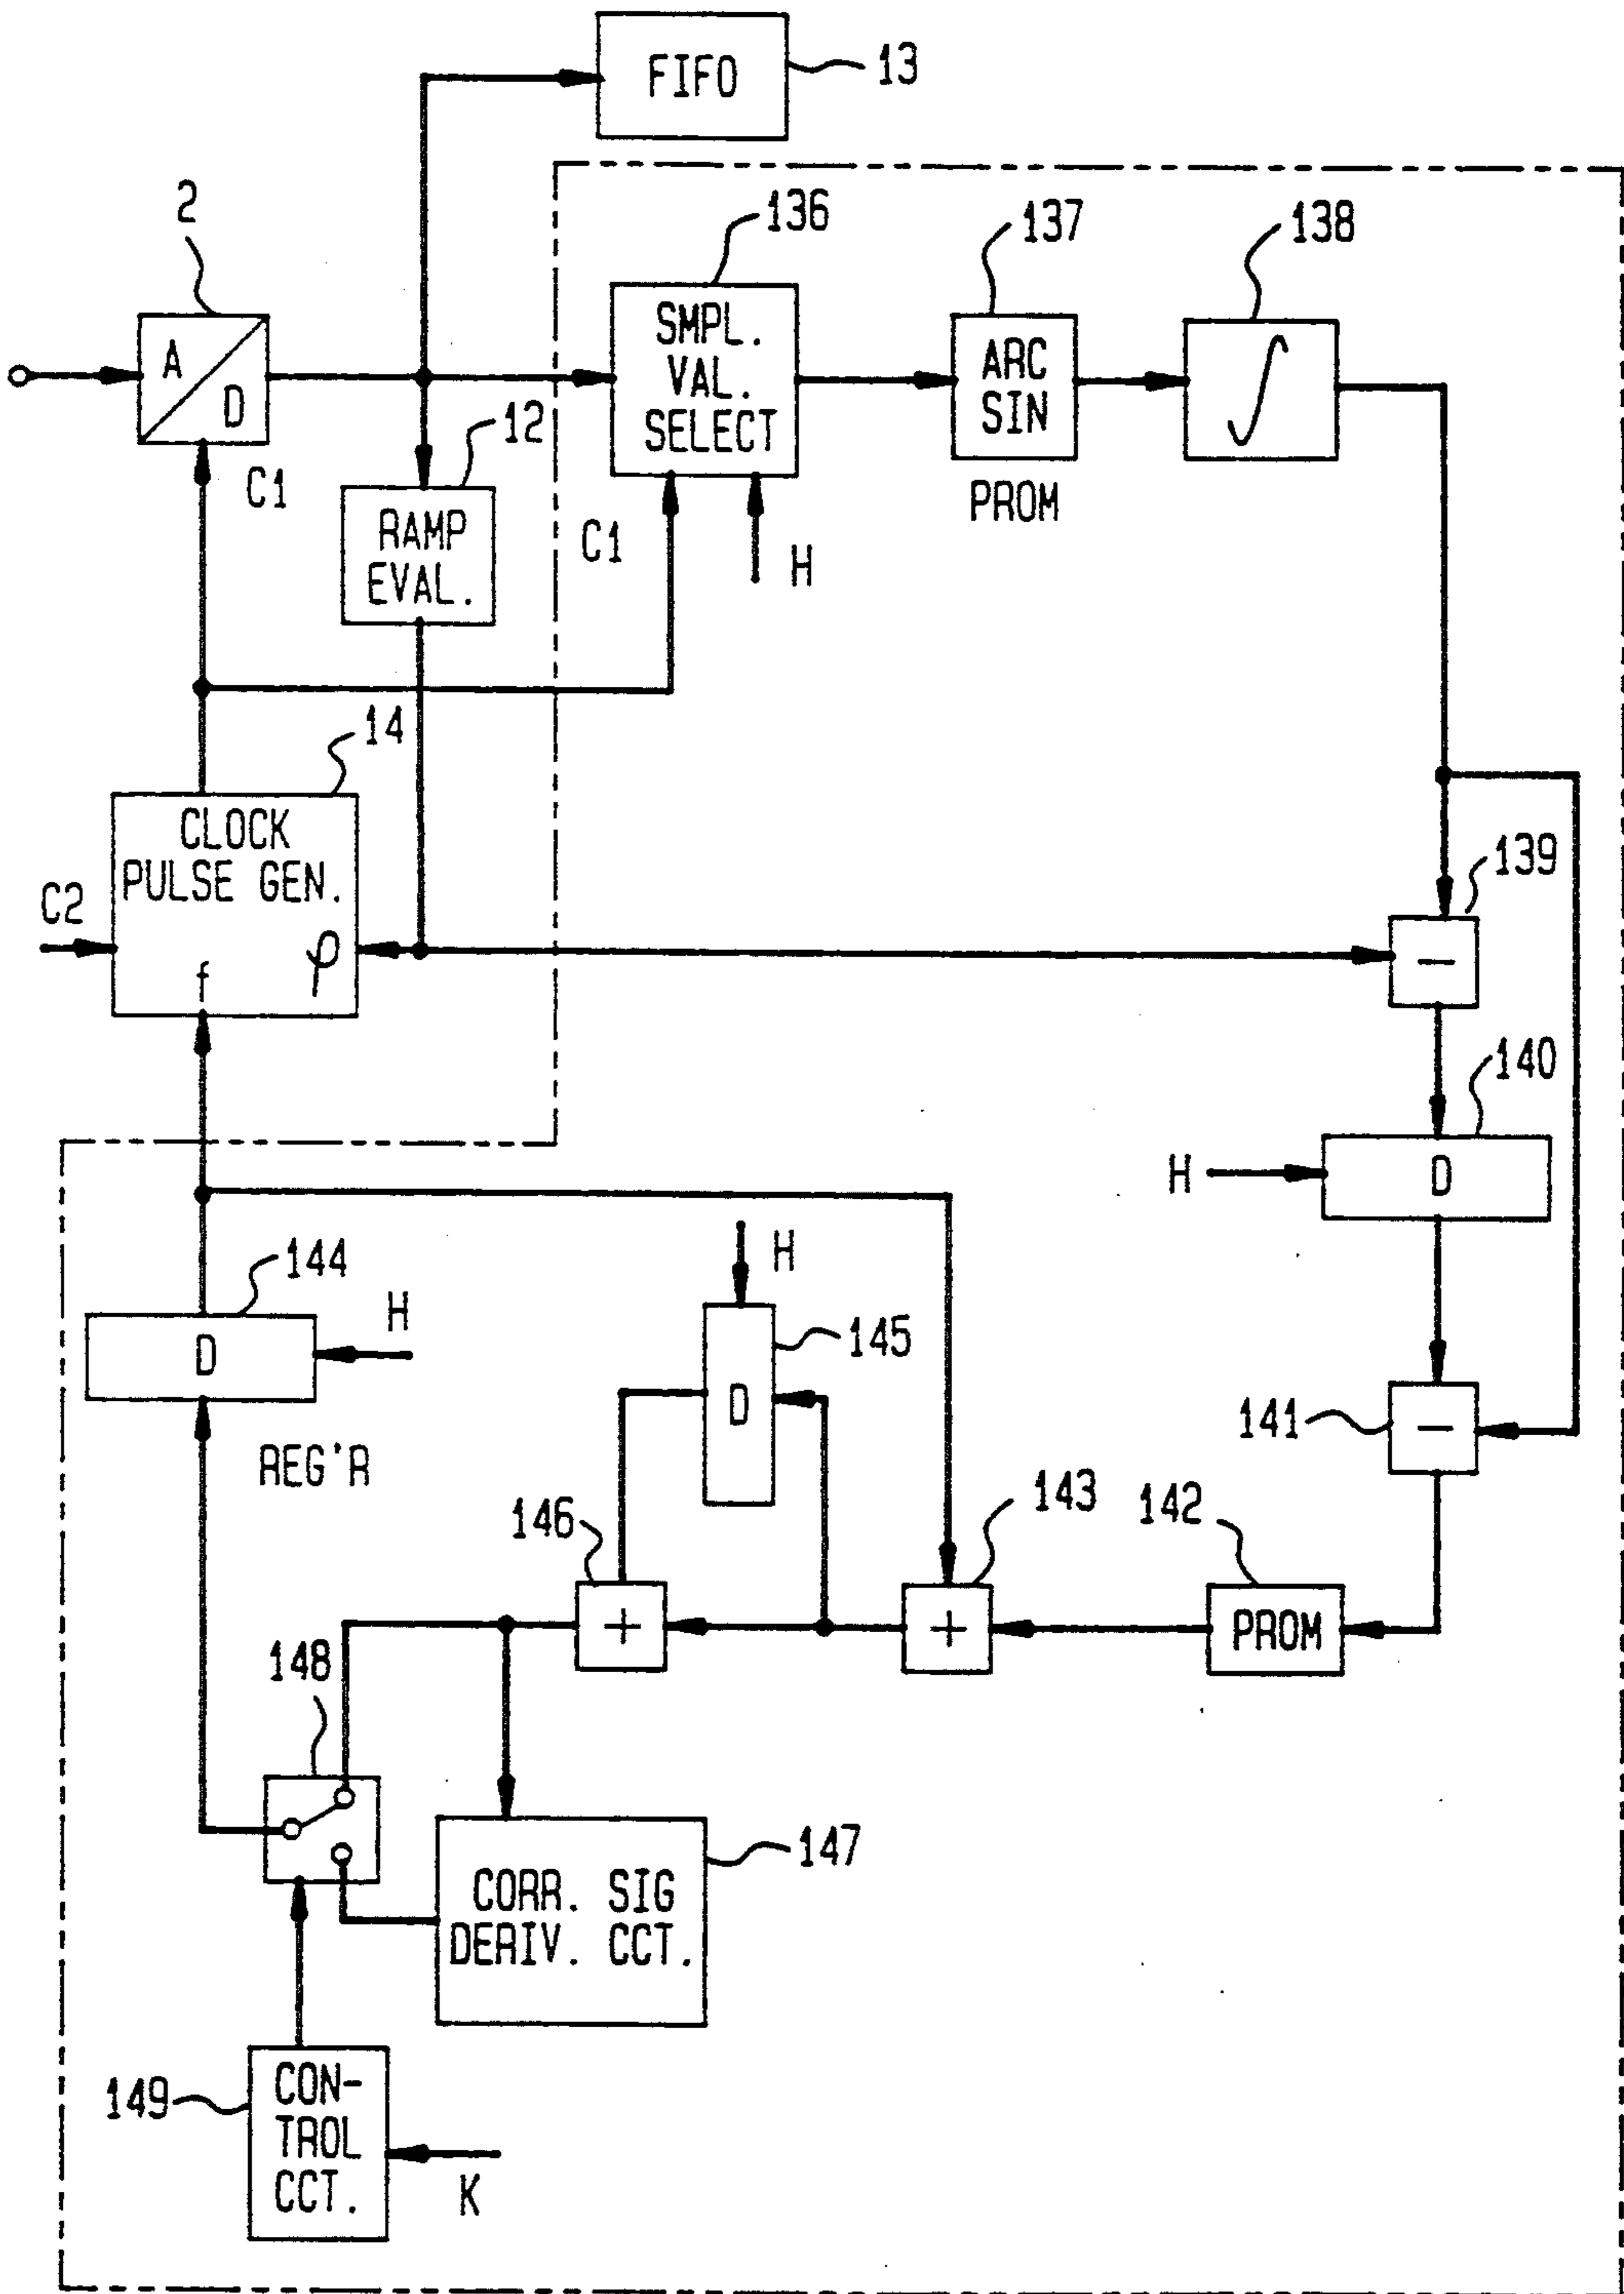 FIFO
13
2
136
137
138
A
D
SMPL.
VAL.
SELECT
ARC
SIN
PROM
12
C1
RAMP
EVAL.
C1
H
14
CLOCK
PULSE GEN.
C2
f
φ
139
−
140
H
D
144
H
D
H
145
D
REG'R
141
−
146
143
142
+
+
PROM
148
147
CORR. SIG
DERIV. CCT.
149
CON-
TROL
CCT.
K